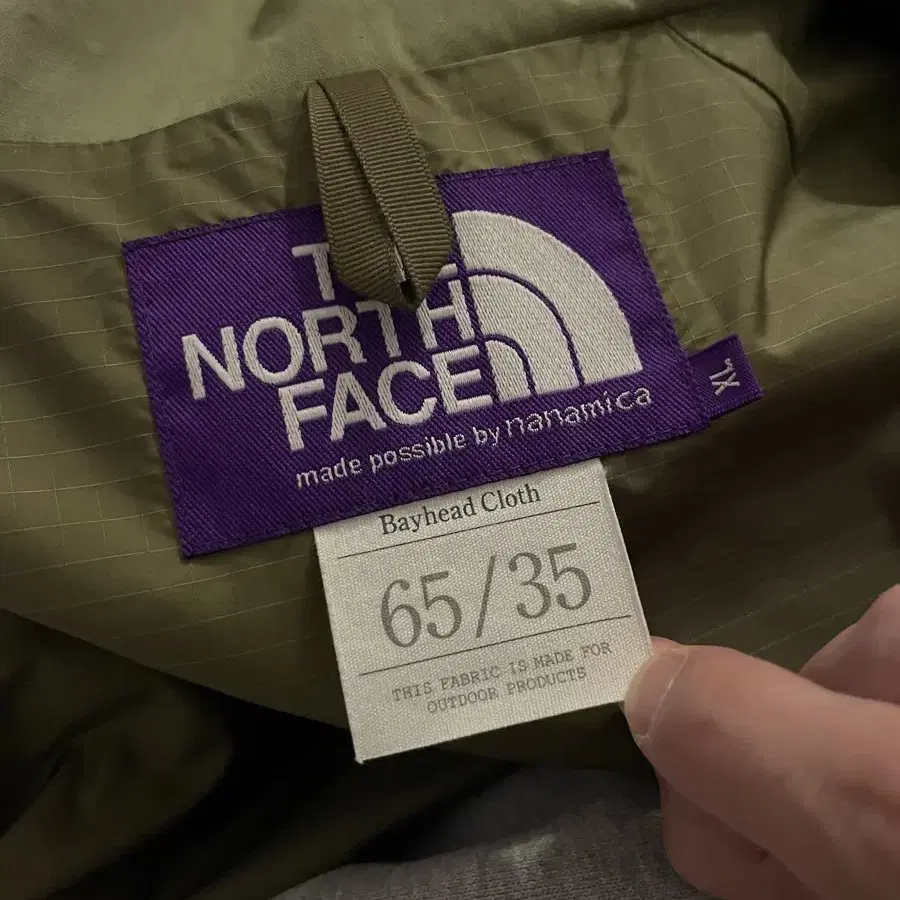 THE
NORTH
FACE
made possible by nanamica
XL
Bayhead Cloth
65/35
THIS FABRIC IS MADE FOR
OUTDOOR PRODUCTS